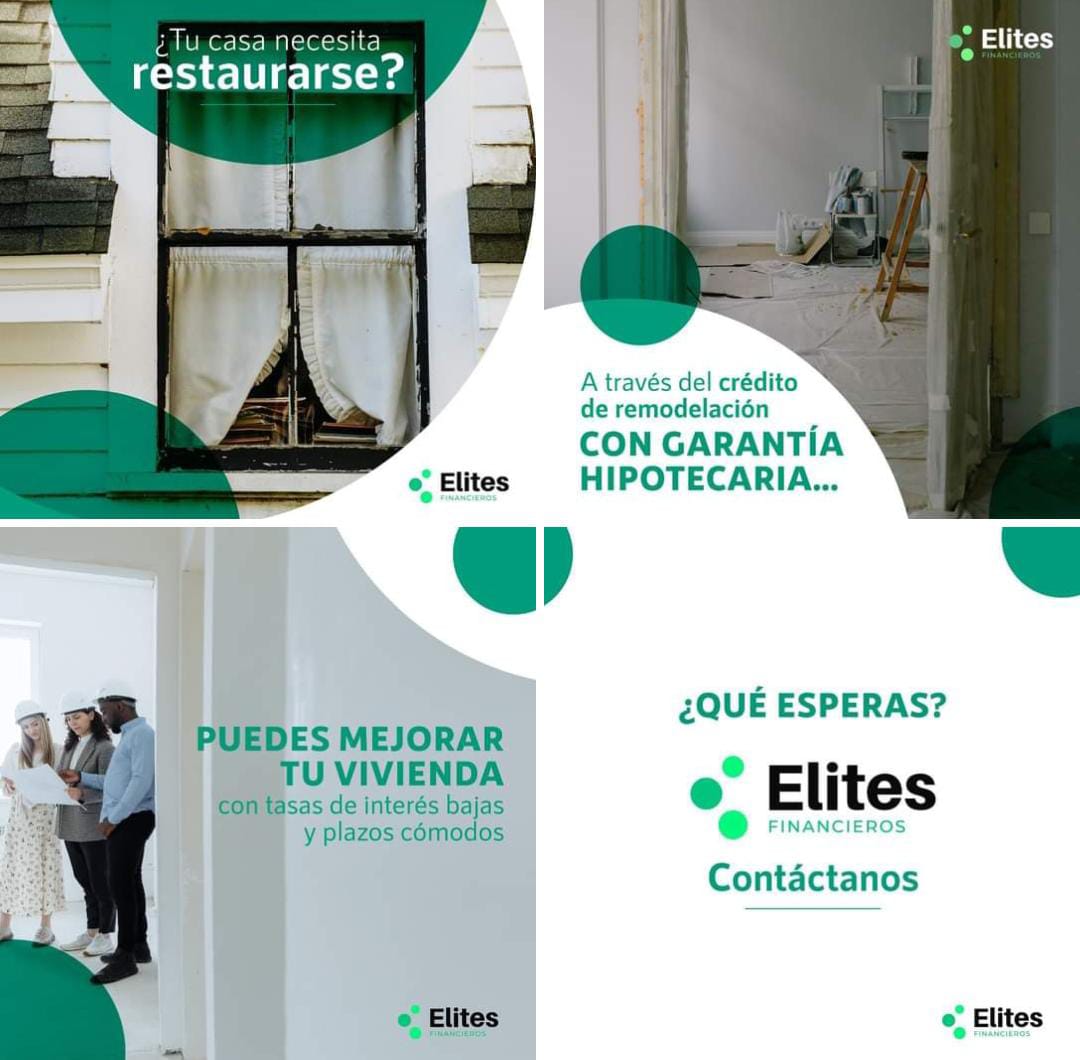 ¿Tu casa necesita
restaurarse?
Elites
FINANCIEROS
Elites
FINANCIEROS
A través del crédito
de remodelación
CON GARANTÍA
HIPOTECARIA...
PUEDES MEJORAR
TU VIVIENDA
con tasas de interés bajas
y plazos cómodos
Elites
FINANCIEROS
¿QUÉ ESPERAS?
Elites
FINANCIEROS
Contáctanos
Elites
FINANCIEROS